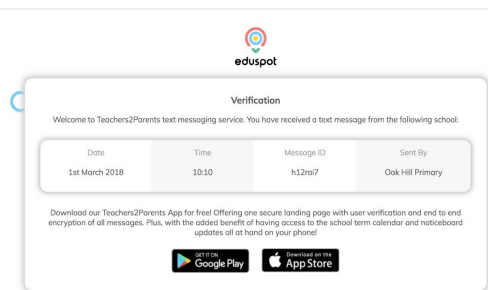 eduspot
Verification
Welcome to Teachers2Parents text messaging service. You have received a text message from the following school:
Date Time Message ID Sent By
1st March 2018 10:10 h12rai7 Oak Hill Primary
Download our Teachers2Parents App for free! Offering one secure landing page with user verification and end to end
encryption of all messages. Plus, with the added benefit of having access to the school term calendar and noticeboard
updates all at hand on your phone!
GET IT ON Download on the
Google Play App Store